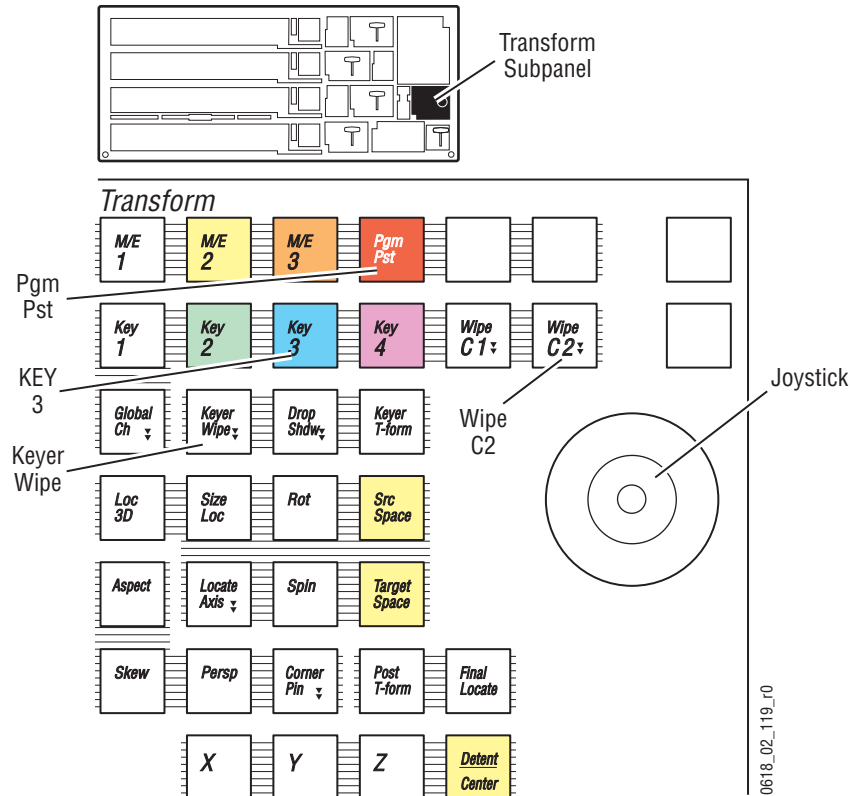 Transform
Subpanel
Transform
M/E
1
M/E
2
M/E
3
Pgm
Pst
Pgm
Pst
Key
1
Key
2
Key
3
Key
4
Wipe
C1
Wipe
C2
KEY
3
Joystick
Global
Ch
Keyer
Wipe
Drop
Shdw
Keyer
T-form
Wipe
C2
Keyer
Wipe
Loc
3D
Size
Loc
Rot
Src
Space
Aspect
Locate
Axis
Spin
Target
Space
Skew
Persp
Corner
Pin
Post
T-form
Final
Locate
X
Y
Z
Detent
Center
0618_02_119_r0